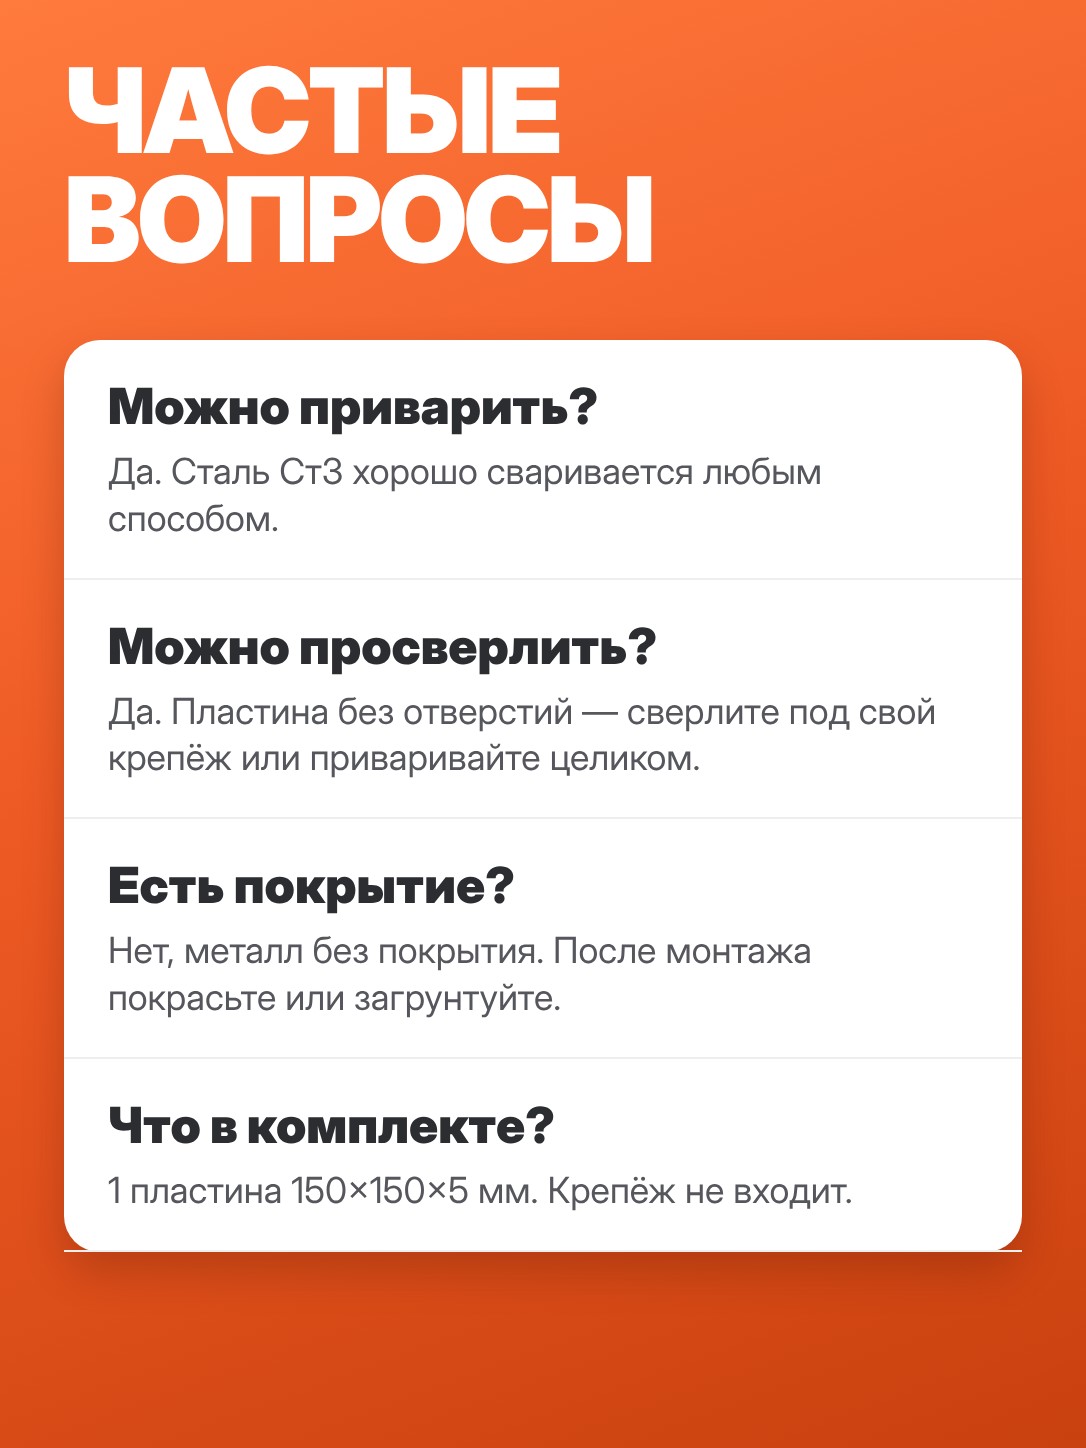 ЧАСТЫЕ
ВОПРОСЫ
Можно приварить?
Да. Сталь Ст3 хорошо сваривается любым
способом.
Можно просверлить?
Да. Пластина без отверстий — сверлите под свой
крепёж или приваривайте целиком.
Есть покрытие?
Нет, металл без покрытия. После монтажа
покрасьте или загрунтуйте.
Что в комплекте?
1 пластина 150×150×5 мм. Крепёж не входит.